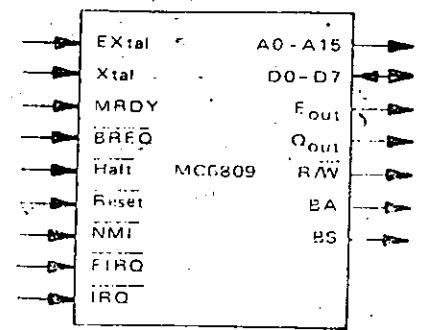 EXtal A0-A15
Xtal D0-D7
MRDY Eout
BREQ Qout
Halt MC6809 R/W
Reset BA
NMI BS
FIRQ
IRQ